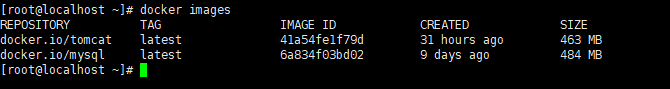 [root@localhost ~]# docker images
REPOSITORY TAG IMAGE ID CREATED SIZE
docker.io/tomcat latest 41a54fe1f79d 31 hours ago 463 MB
docker.io/mysql latest 6a834f03bd02 9 days ago 484 MB
[root@localhost ~]#